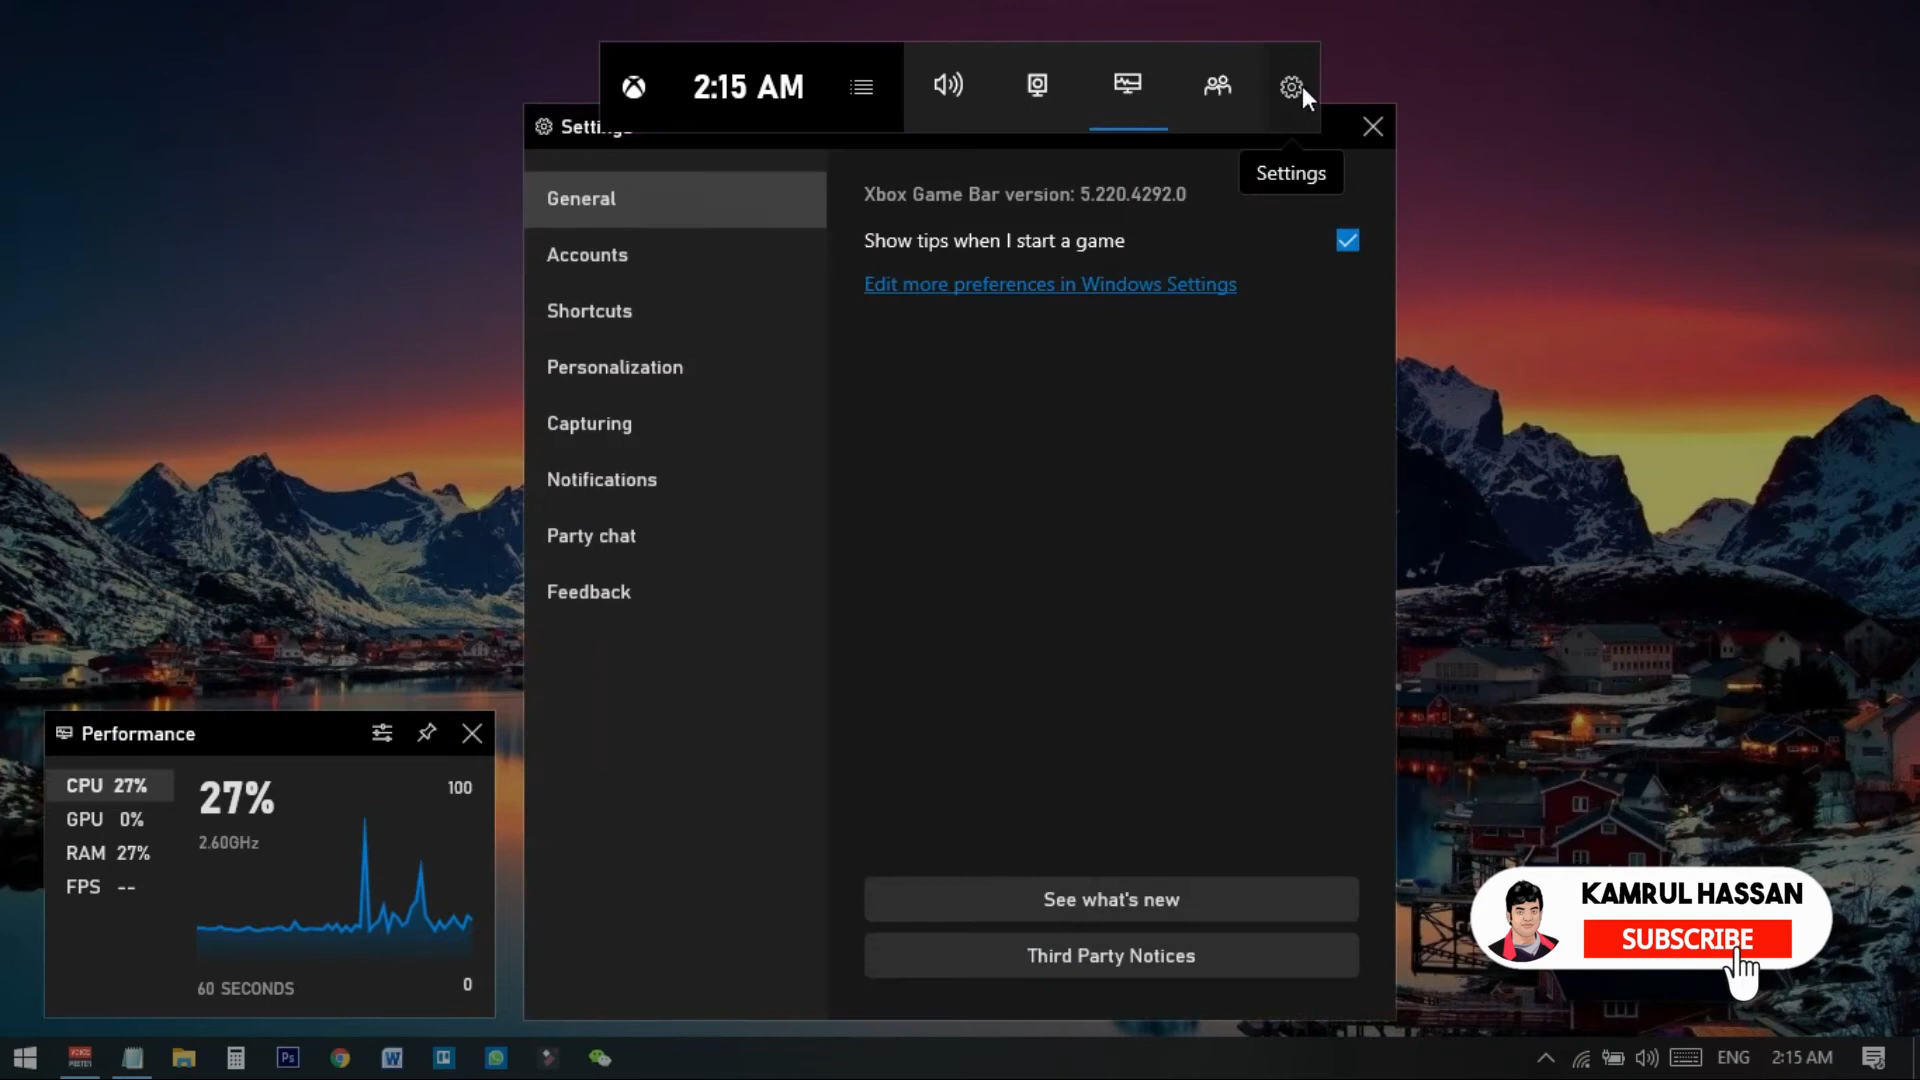 2:15 AM
Settings
Settings
General
Accounts
Shortcuts
Personalization
Capturing
Notifications
Party chat
Feedback
Xbox Game Bar version: 5.220.4292.0
Show tips when I start a game
Edit more preferences in Windows Settings
See what's new
Third Party Notices
Performance
CPU 27%
GPU 0%
RAM 27%
FPS --
27%
2.60GHz
100
60 SECONDS
0
KAMRUL HASSAN
SUBSCRIBE
Ps
W
ENG
2:15 AM